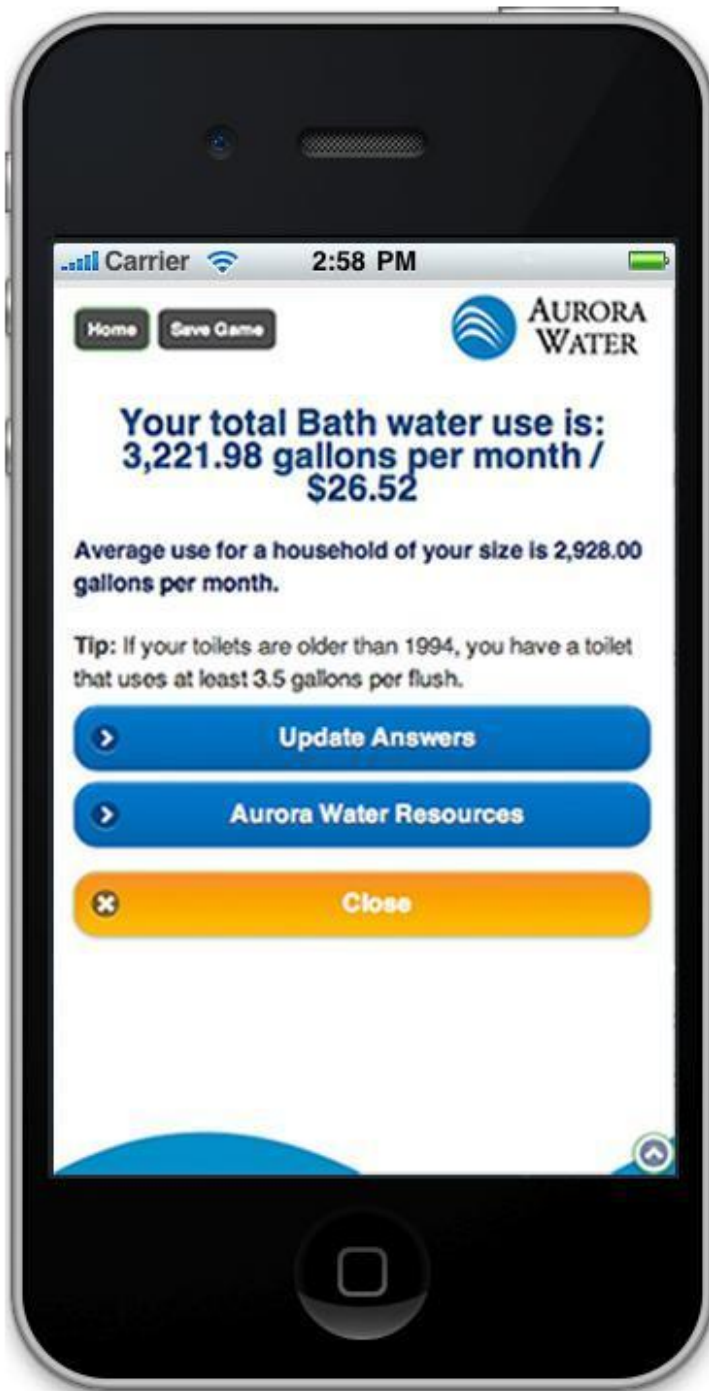 Carrier 2:58 PM
Home Save Game
AURORA
WATER
Your total Bath water use is:
3,221.98 gallons per month /
$26.52
Average use for a household of your size is 2,928.00
gallons per month.
Tip: If your toilets are older than 1994, you have a toilet
that uses at least 3.5 gallons per flush.
Update Answers
Aurora Water Resources
Close